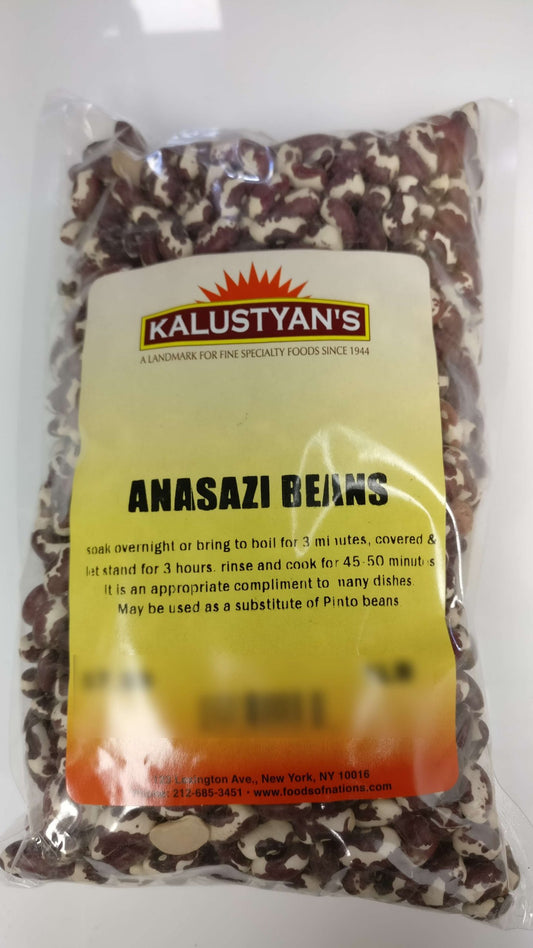 KALUSTYAN'S
A LANDMARK FOR FINE SPECIALTY FOODS SINCE 1944
ANASAZI BEANS
soak overnight or bring to boil for 3 minutes, covered &
let stand for 3 hours. rinse and cook for 45-50 minutes
It is an appropriate compliment to many dishes.
May be used as a substitute of Pinto beans
Lexington Ave., New York, NY 10016
Phone: 212-685-3451 • www.foodsofnations.com